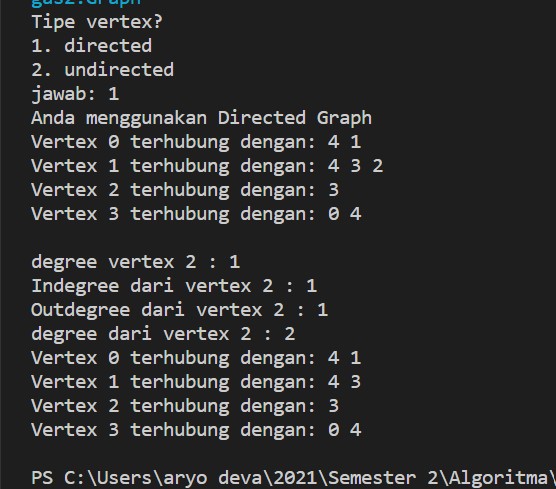 gas2.Graph
Tipe vertex?
1. directed
2. undirected
jawab: 1
Anda menggunakan Directed Graph
Vertex 0 terhubung dengan: 4 1
Vertex 1 terhubung dengan: 4 3 2
Vertex 2 terhubung dengan: 3
Vertex 3 terhubung dengan: 0 4
degree vertex 2 : 1
Indegree dari vertex 2 : 1
Outdegree dari vertex 2 : 1
degree dari vertex 2 : 2
Vertex 0 terhubung dengan: 4 1
Vertex 1 terhubung dengan: 4 3
Vertex 2 terhubung dengan: 3
Vertex 3 terhubung dengan: 0 4
PS C:\Users\aryo deva\2021\Semester 2\Algoritma\